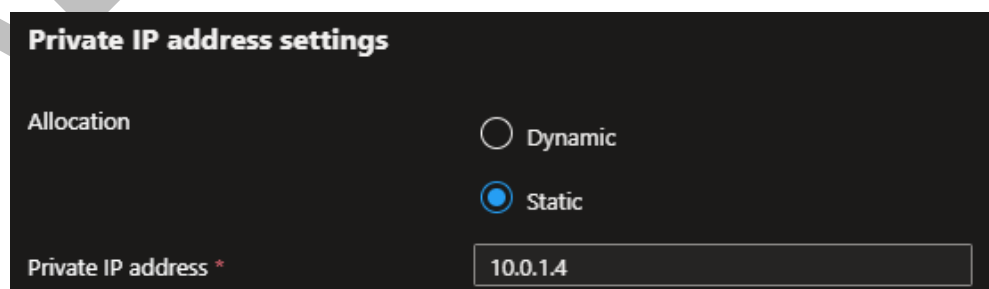 Private IP address settings
Allocation
Dynamic
Static
Private IP address *
10.0.1.4